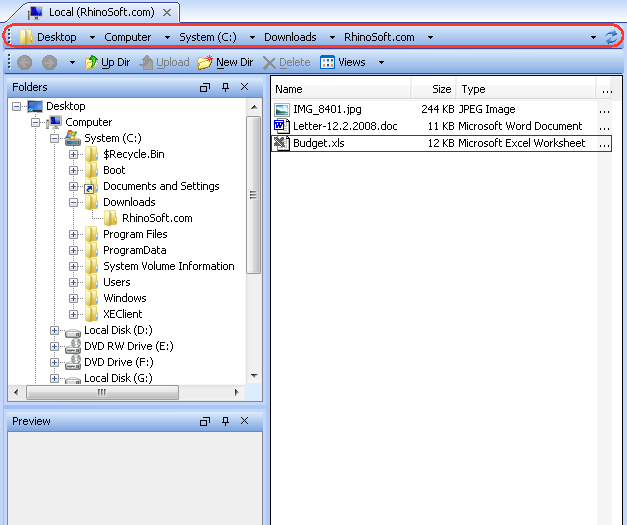 Local (RhinoSoft.com)
Desktop Computer System (C:) Downloads RhinoSoft.com
Up Dir Upload New Dir Delete Views
Folders
Desktop
Computer
System (C:)
$Recycle.Bin
Boot
Documents and Settings
Downloads
RhinoSoft.com
Program Files
ProgramData
System Volume Information
Users
Windows
XEClient
Local Disk (D:)
DVD RW Drive (E:)
DVD Drive (F:)
Local Disk (G:)
Preview
Name Size Type ...
IMG_8401.jpg 244 KB JPEG Image ...
Letter-12.2.2008.doc 11 KB Microsoft Word Document ...
Budget.xls 12 KB Microsoft Excel Worksheet ...